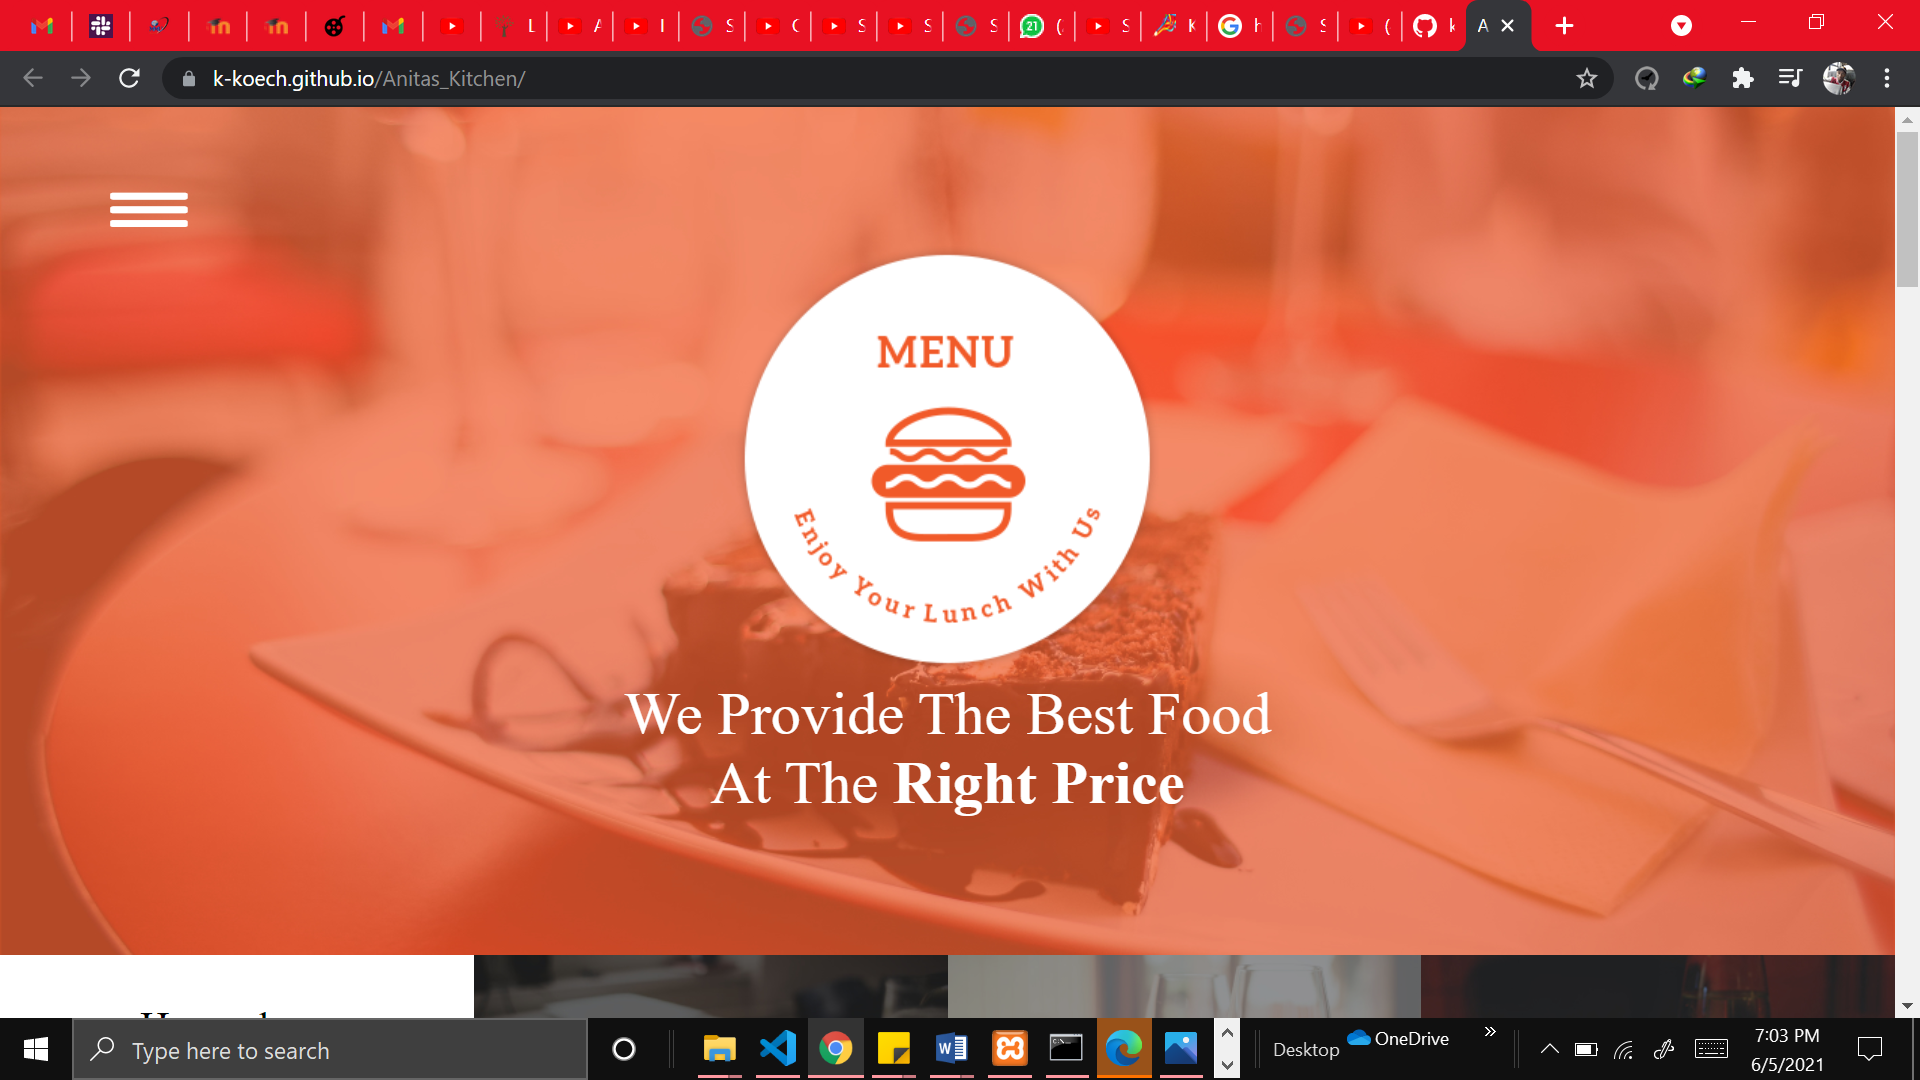 L
A
I
S
C
S
S
S
21
(
S
K
h
S
(
k
A
k-koech.github.io/Anitas_Kitchen/
MENU
Enjoy Your Lunch With Us
We Provide The Best Food
At The Right Price
Type here to search
Desktop
OneDrive
7:03 PM
6/5/2021